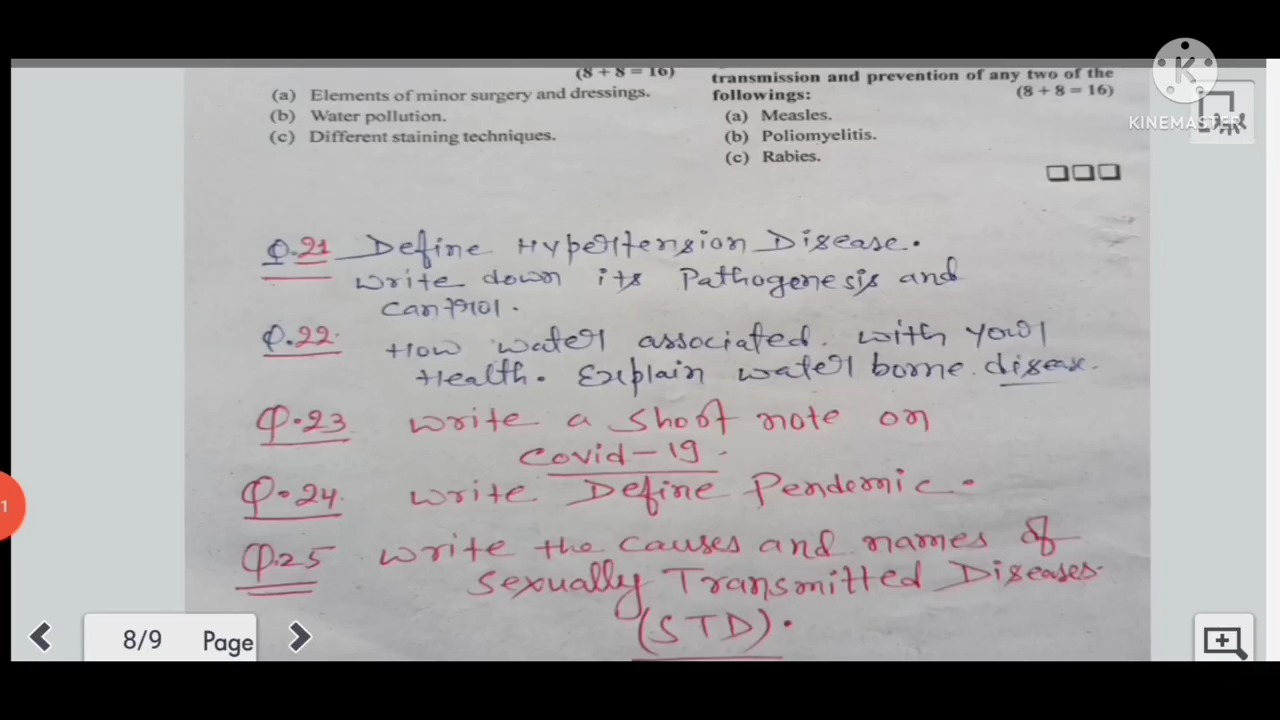 (8 + 8 = 16)
(a) Elements of minor surgery and dressings.
(b) Water pollution.
(c) Different staining techniques.
transmission and prevention of any two of the
followings: (8 + 8 = 16)
(a) Measles.
(b) Poliomyelitis.
(c) Rabies.
KINEMASTER
Q.21 Define Hypertension Disease.
write down its Pathogenesis and
control.
Q.22. How water associated. with your
Health. Explain water borne diseas.
Q.23 write a short note on
Covid-19.
Q.24. write Define Pendemic.
Q.25 write the causes and names of
sexually Transmitted Diseases.
(STD).
1
8/9 Page